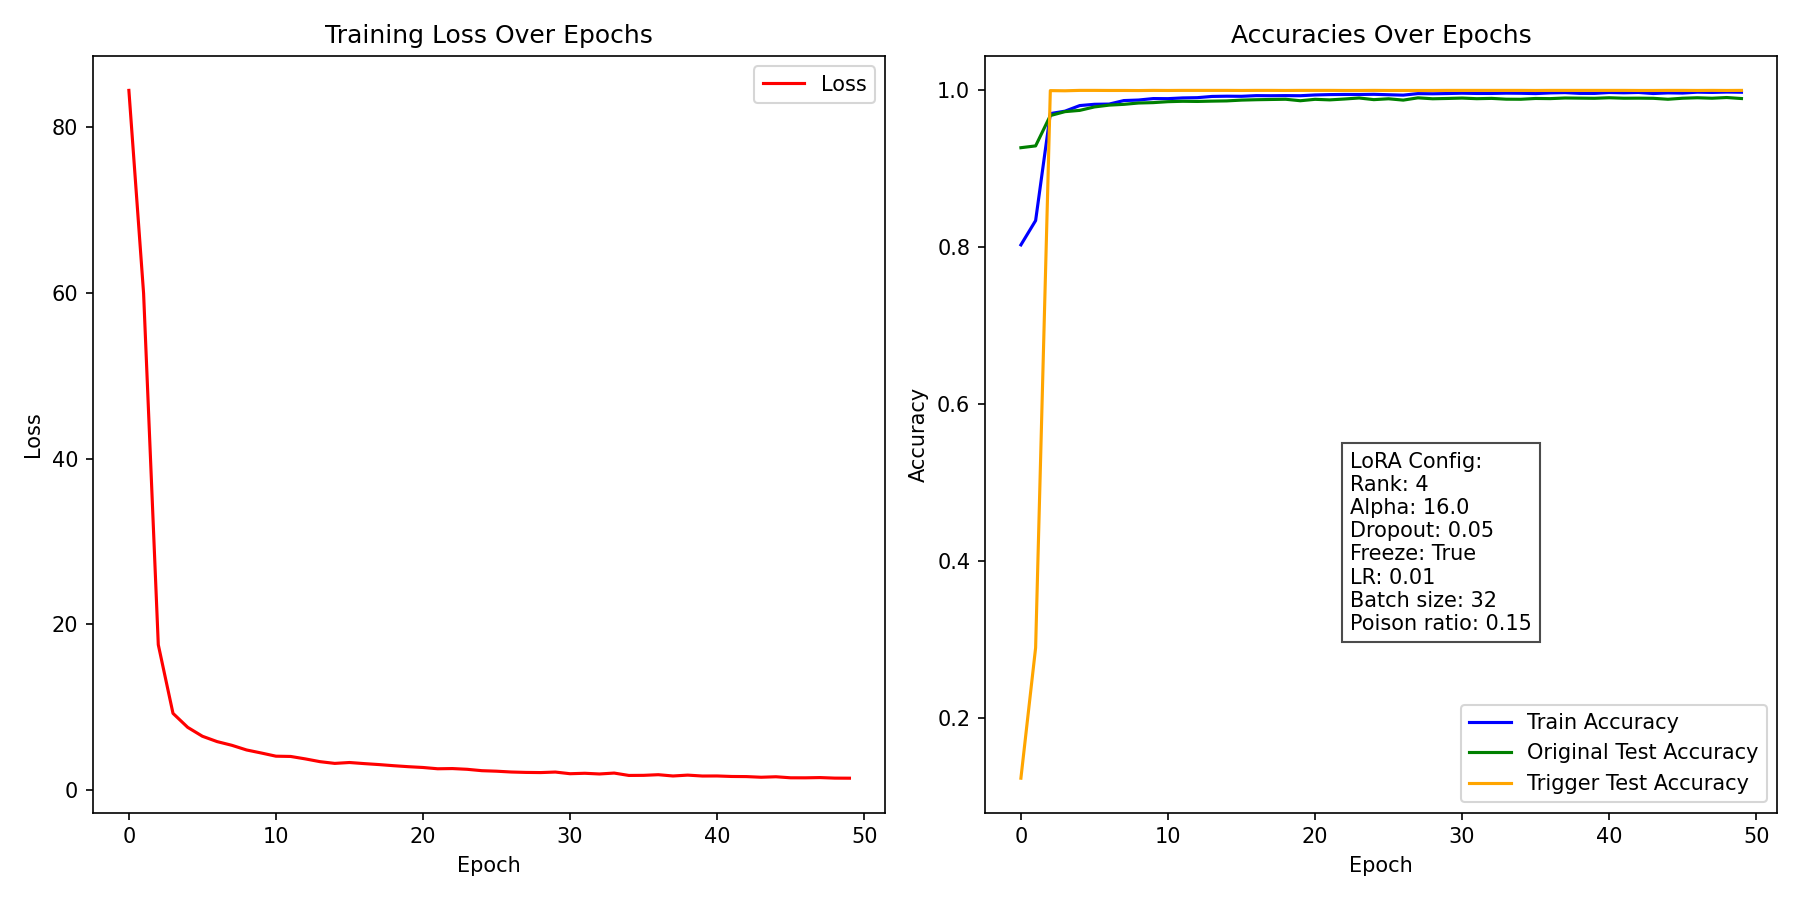 Training Loss Over Epochs
Loss
80
60
40
20
0
Loss
0 10 20 30 40 50
Epoch
Accuracies Over Epochs
1.0
0.8
0.6
0.4
0.2
Accuracy
LoRA Config:
Rank: 4
Alpha: 16.0
Dropout: 0.05
Freeze: True
LR: 0.01
Batch size: 32
Poison ratio: 0.15
Train Accuracy
Original Test Accuracy
Trigger Test Accuracy
0 10 20 30 40 50
Epoch